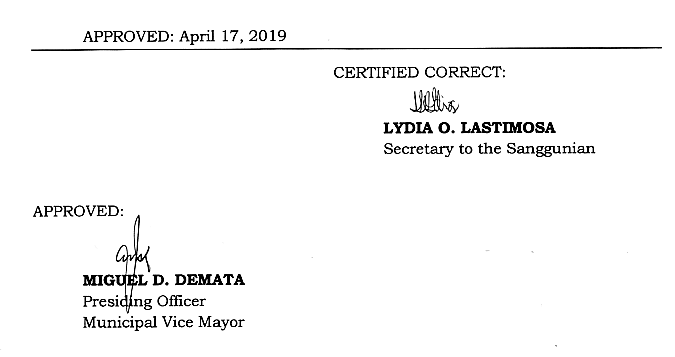 APPROVED: April 17, 2019
CERTIFIED CORRECT:
LYDIA O. LASTIMOSA
Secretary to the Sanggunian
APPROVED:
MIGUEL D. DEMATA
Presiding Officer
Municipal Vice Mayor